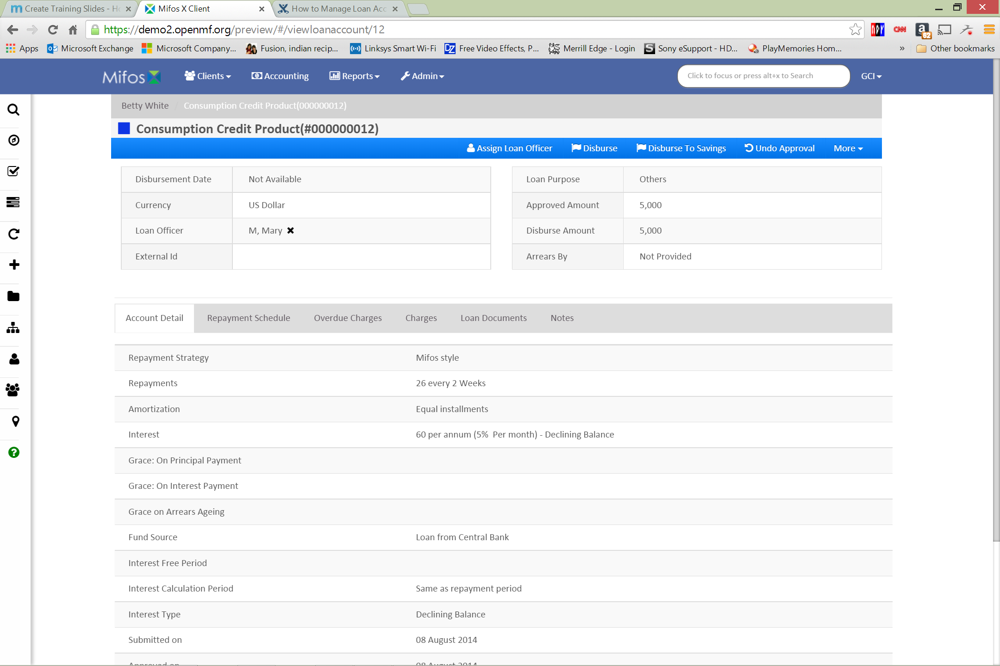 Create Training Slides - Ho
Mifos X Client
How to Manage Loan Acc
https://demo2.openmf.org/preview/#/viewloanaccount/12
CNN
a
62
Apps
Microsoft Exchange
Microsoft Company...
Fusion, indian recip...
Linksys Smart Wi-Fi
DZ
Free Video Effects, P...
Merrill Edge - Login
S
Sony eSupport - HD...
PlayMemories Hom...
»
Other bookmarks
Mifos X
Clients
Accounting
Reports
Admin
Click to focus or press alt+x to Search
GCI
Betty White / Consumption Credit Product(000000012)
Consumption Credit Product(#000000012)
Assign Loan Officer
Disburse
Disburse To Savings
Undo Approval
More
Disbursement Date Not Available
Currency US Dollar
Loan Officer M, Mary
External Id
Loan Purpose Others
Approved Amount 5,000
Disburse Amount 5,000
Arrears By Not Provided
Account Detail
Repayment Schedule
Overdue Charges
Charges
Loan Documents
Notes
Repayment Strategy Mifos style
Repayments 26 every 2 Weeks
Amortization Equal installments
Interest 60 per annum (5% Per month) - Declining Balance
Grace: On Principal Payment
Grace: On Interest Payment
Grace on Arrears Ageing
Fund Source Loan from Central Bank
Interest Free Period
Interest Calculation Period Same as repayment period
Interest Type Declining Balance
Submitted on 08 August 2014
Approved on 08 August 2014